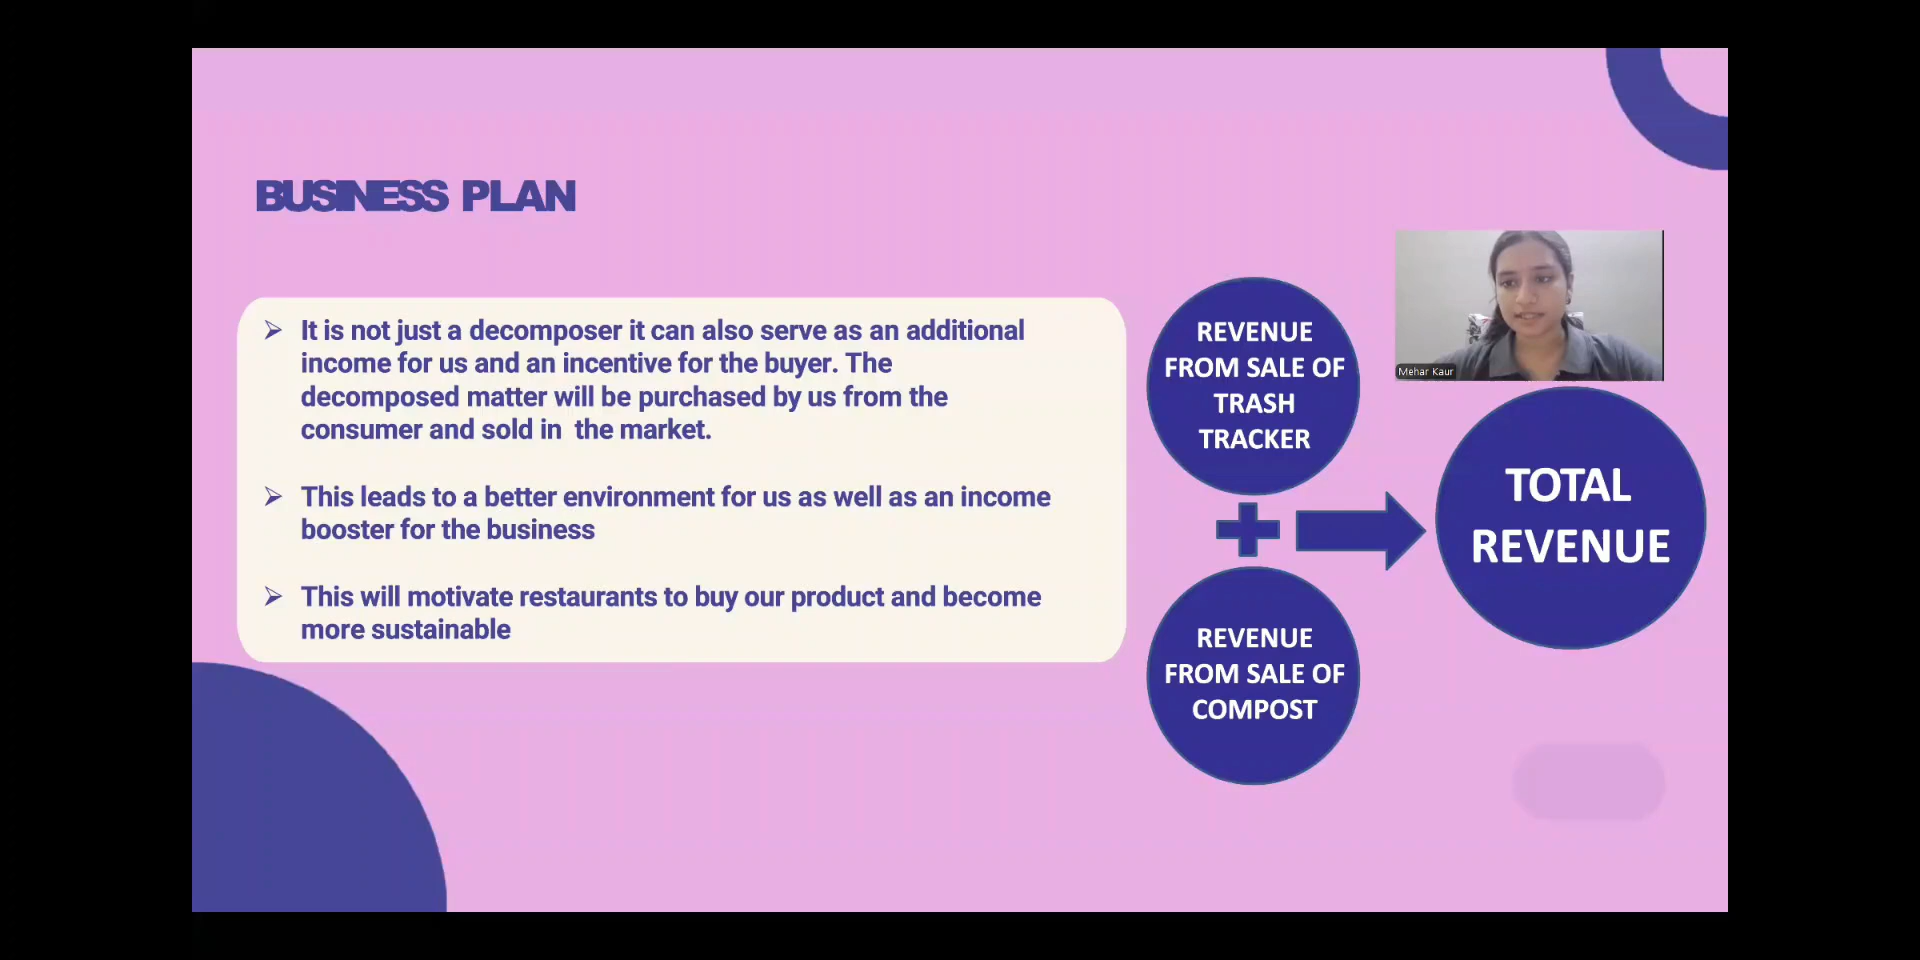 BUSINESS PLAN
It is not just a decomposer it can also serve as an additional
income for us and an incentive for the buyer. The
decomposed matter will be purchased by us from the
consumer and sold in  the market.
This leads to a better environment for us as well as an income
booster for the business
This will motivate restaurants to buy our product and become
more sustainable
REVENUE
FROM SALE OF
TRASH
TRACKER
REVENUE
FROM SALE OF
COMPOST
Mehar Kaur
TOTAL
REVENUE